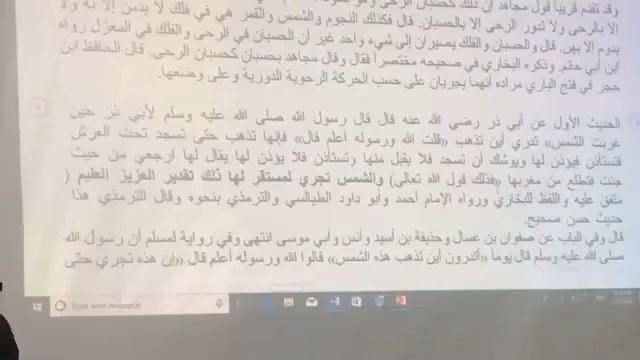 وقد تقدم قريبا قول مجاهد أن ذلك كحسبان الرحى وهو
إلا بالرحى ولا تدور الرحى إلا بالحسبان. قال فكذلك النجوم والشمس والقمر هي في فلك لا يدمن إلا به ولا
يدوم إلا بهن. قال والحسبان والفلك يصيران إلى شيء واحد غير أن الحسبان في الرحى والفلك في المغزل رواه
ابن أبي حاتم. وذكره البخاري في صحيحه مختصراً فقال وقال مجاهد بحسبان كحسبان الرحى. قال الحافظ ابن
حجر في فتح الباري مراده أنهما يجريان على حسب الحركة الرحوية الدورية وعلى وضعها.
الحديث الأول عن أبي ذر رضي الله عنه قال قال رسول الله صلى الله عليه وسلم لأبي ذر حين
غربت الشمس» تدري أين تذهب «قلت الله ورسوله أعلم قال» فإنها تذهب حتى تسجد تحت العرش
فتستأذن فيؤذن لها ويوشك أن تسجد فلا يقبل منها وتستأذن فلا يؤذن لها يقال لها ارجعي من حيث
جئت فتطلع من مغربها «فذلك قول الله تعالى) والشمس تجري لمستقر لها ذلك تقدير العزيز العليم (
متفق عليه واللفظ للبخاري ورواه الإمام أحمد وأبو داود الطيالسي والترمذي بنحوه وقال الترمذي هذا
حديث حسن صحيح.
قال وفي الباب عن صفوان بن عسال وحذيفة بن أسيد وأنس وأبي موسى انتهى وفي رواية لمسلم أن رسول الله
صلى الله عليه وسلم قال يوماً «أتدرون أين تذهب هذه الشمس» قالوا الله ورسوله أعلم قال «إن هذه تجري حتى